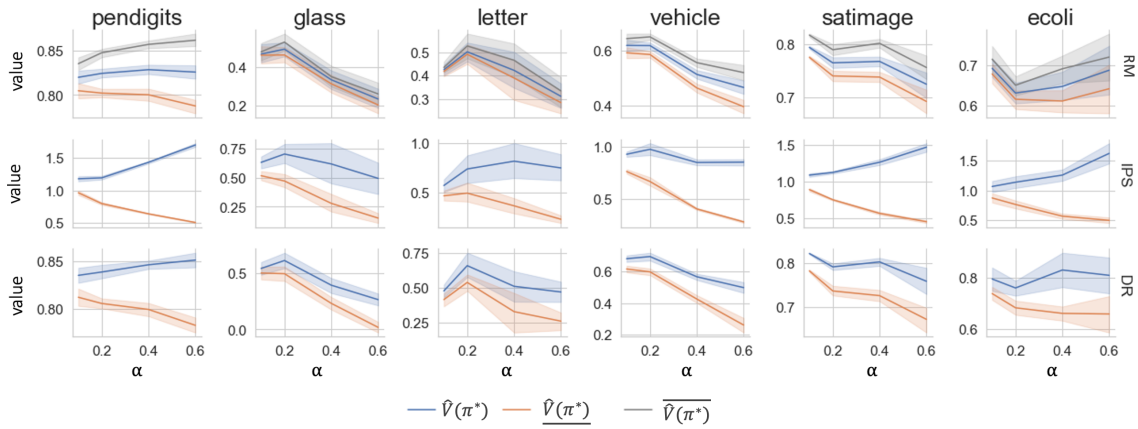 pendigits glass letter vehicle satimage ecoli
value 0.85 0.80 0.4 0.2 0.5 0.4 0.3 0.6 0.4 0.8 0.7 0.7 0.6 RM
value 1.5 1.0 0.5 0.75 0.50 0.25 1.0 0.5 1.0 0.5 1.5 1.0 0.5 1.5 1.0 0.5 IPS
value 0.85 0.80 0.5 0.0 0.75 0.50 0.25 0.6 0.4 0.2 0.8 0.7 0.8 0.6 DR
0.2 0.4 0.6 0.2 0.4 0.6 0.2 0.4 0.6 0.2 0.4 0.6 0.2 0.4 0.6 0.2 0.4 0.6
α α α α α α
V̂(π*) V̂(π*) V̂(π*)